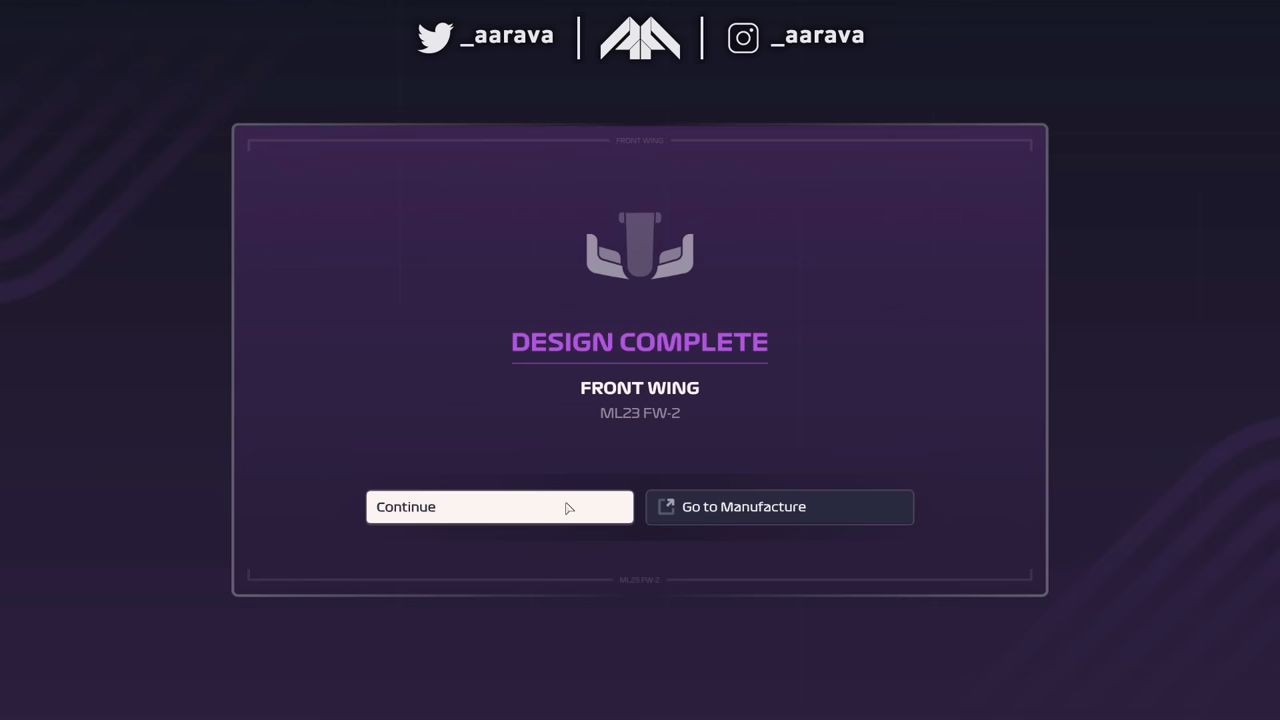 _aarava
_aarava
FRONT WING
DESIGN COMPLETE
FRONT WING
ML23 FW-2
Continue
Go to Manufacture
ML23 FW-2